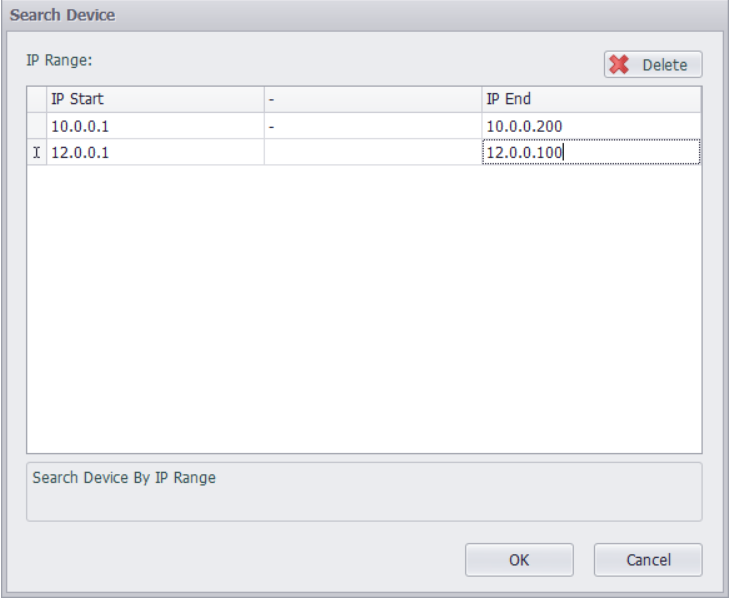 Search Device
IP Range:
Delete
IP Start - IP End
10.0.0.1 - 10.0.0.200
12.0.0.1 12.0.0.100
Search Device By IP Range
OK Cancel